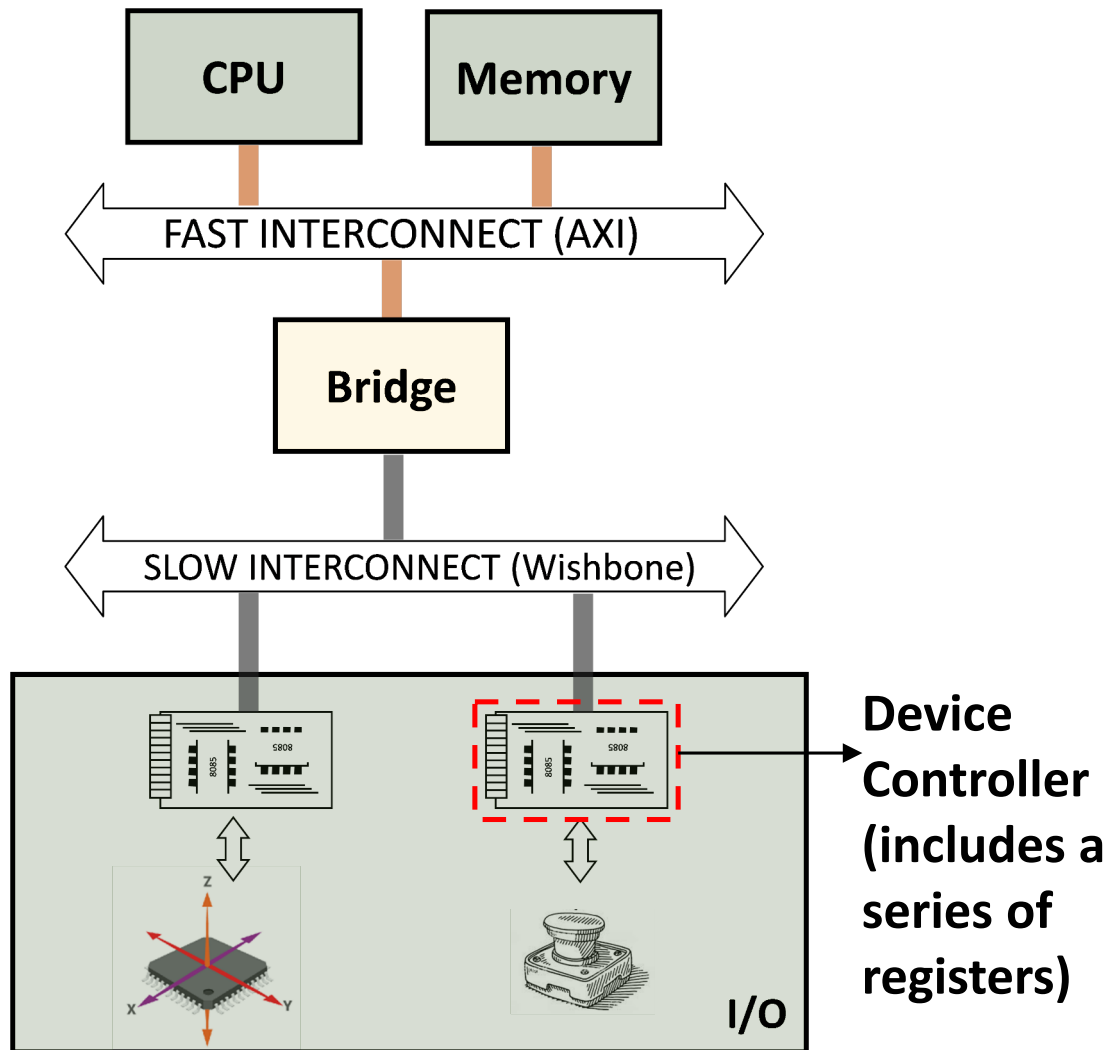 CPU
Memory
FAST INTERCONNECT (AXI)
Bridge
SLOW INTERCONNECT (Wishbone)
8085
8085
8085
8085
Device
Controller
(includes a
series of
registers)
Z
X
Y
I/O